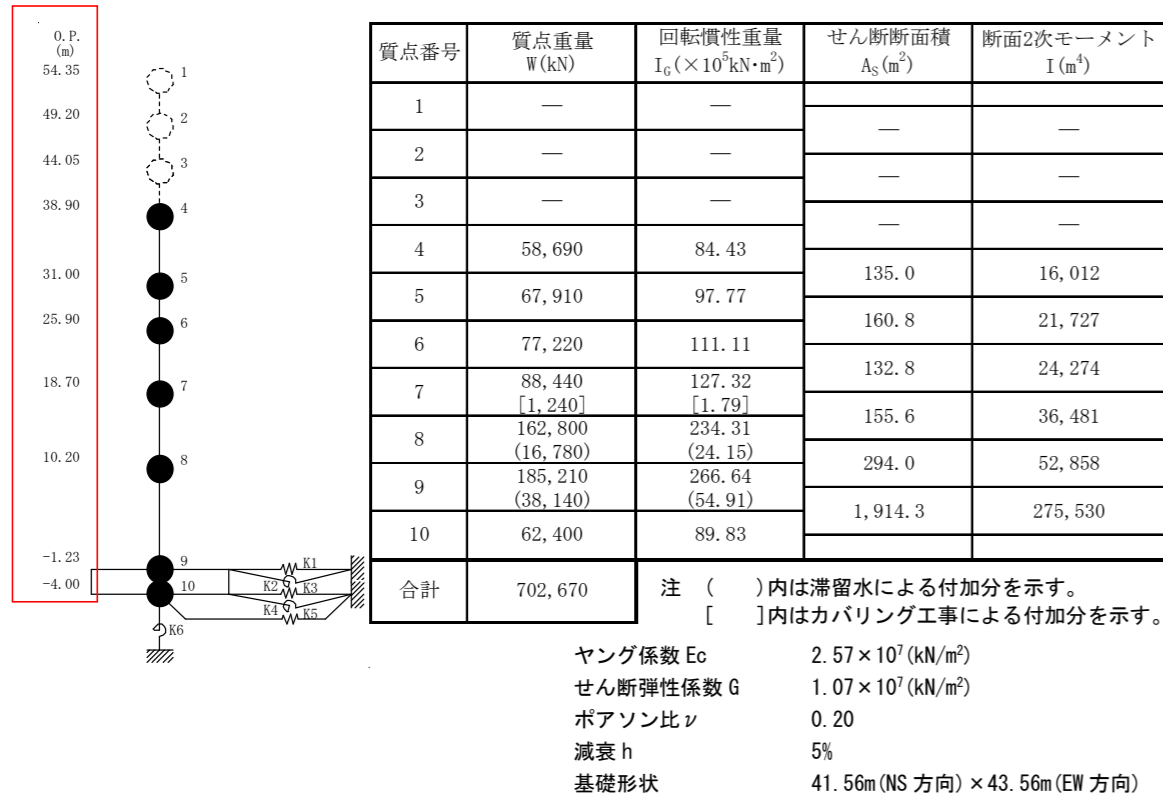 O.P.
(m)
54.35
49.20
44.05
38.90
31.00
25.90
18.70
10.20
-1.23
-4.00
1
2
3
4
5
6
7
8
9
10
K1
K2
K3
K4
K5
K6
質点番号 質点重量 W(kN) 回転慣性重量 I_G(×10⁵kN・m²) せん断断面積 A_S(m²) 断面2次モーメント I(m⁴)
1 — —
— —
2 — —
— —
3 — —
— —
4 58,690 84.43
135.0 16,012
5 67,910 97.77
160.8 21,727
6 77,220 111.11
132.8 24,274
7 88,440 127.32
[1,240] [1.79]
155.6 36,481
8 162,800 234.31
(16,780) (24.15)
294.0 52,858
9 185,210 266.64
(38,140) (54.91)
1,914.3 275,530
10 62,400 89.83
合計 702,670
注 ( )内は滞留水による付加分を示す。
[ ]内はカバリング工事による付加分を示す。
ヤング係数 Ec 2.57×10⁷(kN/m²)
せん断弾性係数 G 1.07×10⁷(kN/m²)
ポアソン比ν 0.20
減衰 h 5%
基礎形状 41.56m(NS 方向)×43.56m(EW 方向)